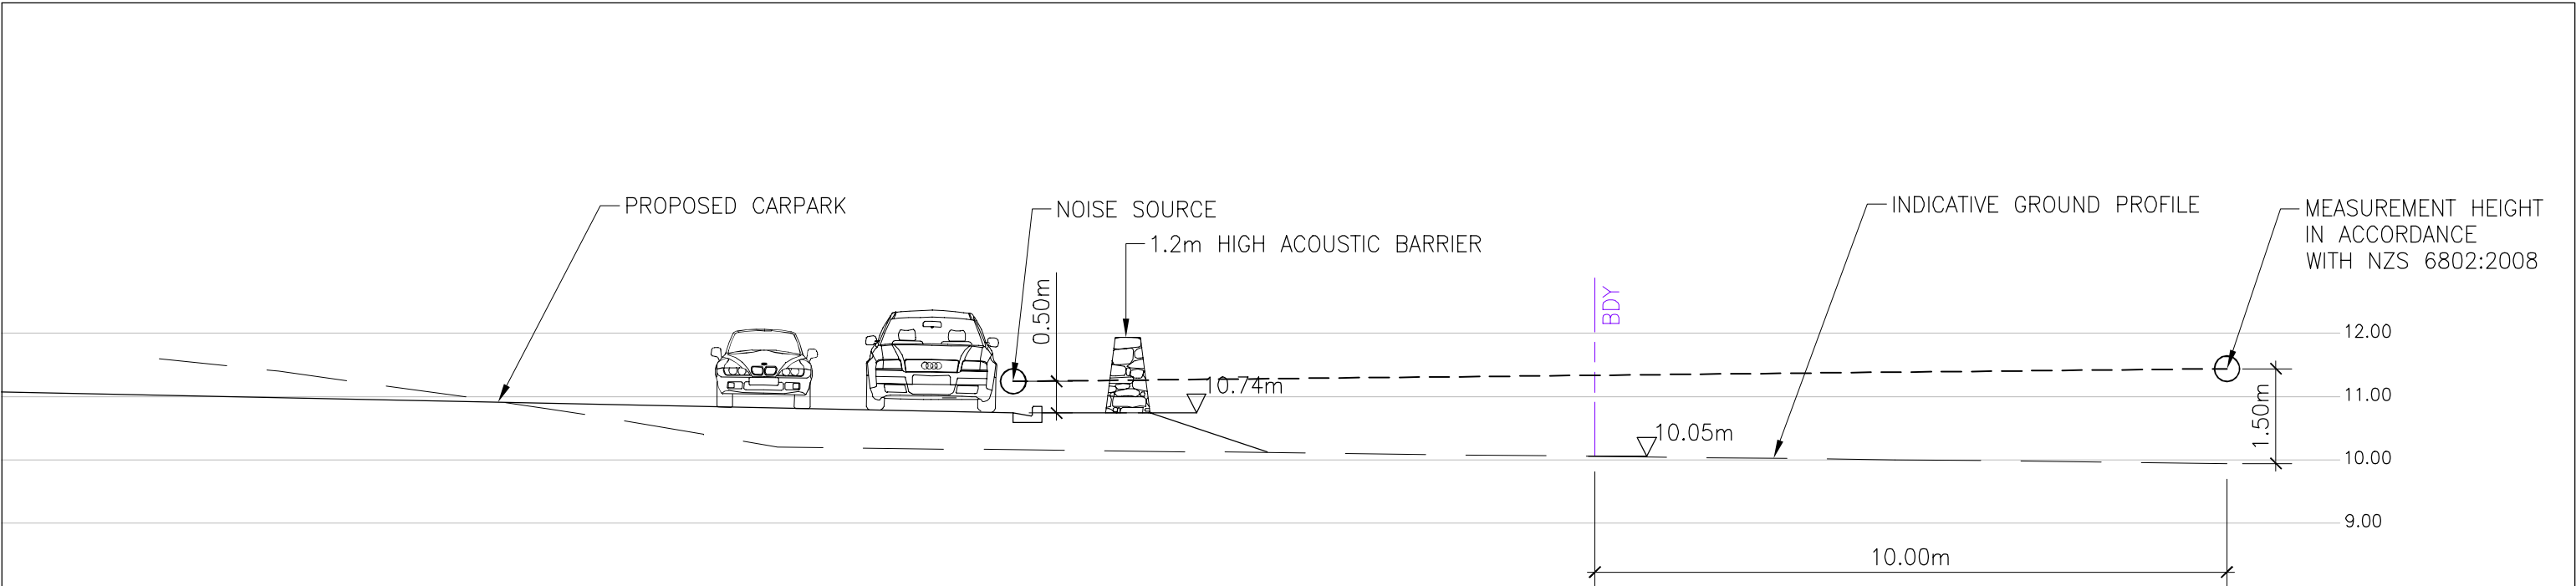 PROPOSED CARPARK
NOISE SOURCE
1.2m HIGH ACOUSTIC BARRIER
INDICATIVE GROUND PROFILE
MEASUREMENT HEIGHT
IN ACCORDANCE
WITH NZS 6802:2008
0.50m
BDY
12.00
10.74m
11.00
1.50m
10.05m
10.00
9.00
10.00m